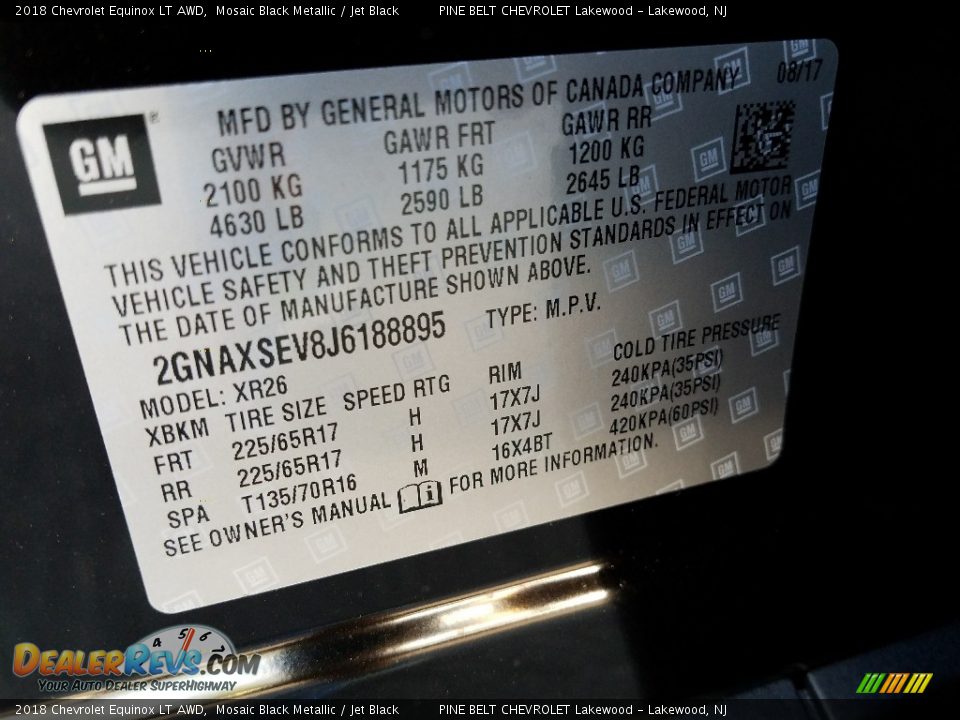 2018 Chevrolet Equinox LT AWD,  Mosaic Black Metallic / Jet Black        PINE BELT CHEVROLET Lakewood - Lakewood, NJ
...
GM ® MFD BY GENERAL MOTORS OF CANADA COMPANY 08/17
GVWR GAWR FRT GAWR RR
2100 KG 1175 KG 1200 KG
4630 LB 2590 LB 2645 LB
THIS VEHICLE CONFORMS TO ALL APPLICABLE U.S. FEDERAL MOTOR
VEHICLE SAFETY AND THEFT PREVENTION STANDARDS IN EFFECT ON
THE DATE OF MANUFACTURE SHOWN ABOVE.
2GNAXSEV8J6188895 TYPE: M.P.V.
MODEL: XR26
XBKM TIRE SIZE SPEED RTG RIM COLD TIRE PRESSURE
FRT 225/65R17 H 17X7J 240KPA(35PSI)
RR 225/65R17 H 17X7J 240KPA(35PSI)
SPA T135/70R16 M 16X4BT 420KPA(60PSI)
SEE OWNER'S MANUAL i FOR MORE INFORMATION.
4 5 6 7
DEALERREVS.COM
YOUR AUTO DEALER SUPERHIGHWAY
2018 Chevrolet Equinox LT AWD,  Mosaic Black Metallic / Jet Black        PINE BELT CHEVROLET Lakewood - Lakewood, NJ